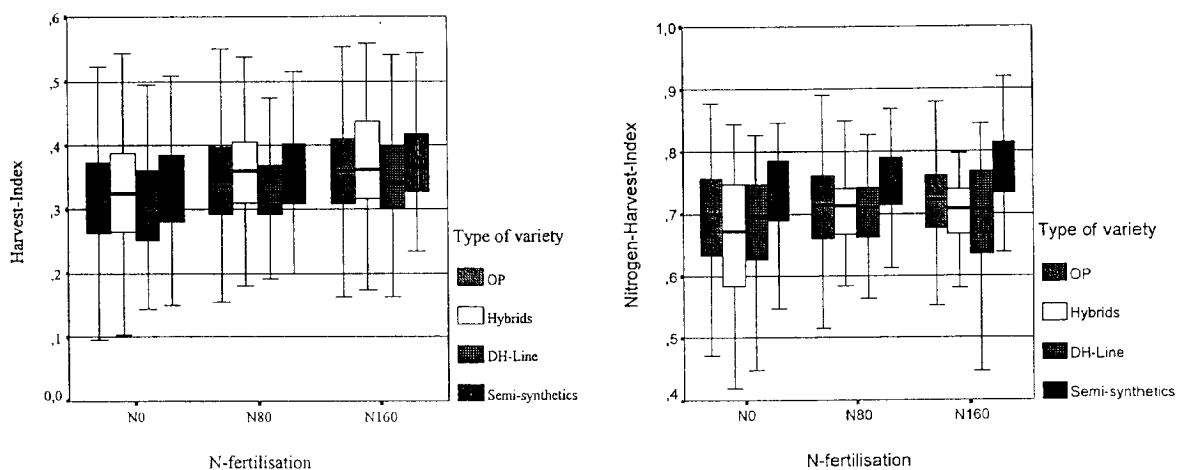 ,6
,5
,4
,3
,2
,1
0,0
Harvest-Index
N0 N80 N160
N-fertilisation
Type of variety
OP
Hybrids
DH-Line
Semi-synthetics
1,0
,9
,8
,7
,6
,5
,4
Nitrogen-Harvest-Index
N0 N80 N160
N-fertilisation
Type of variety
OP
Hybrids
DH-Line
Semi-synthetics